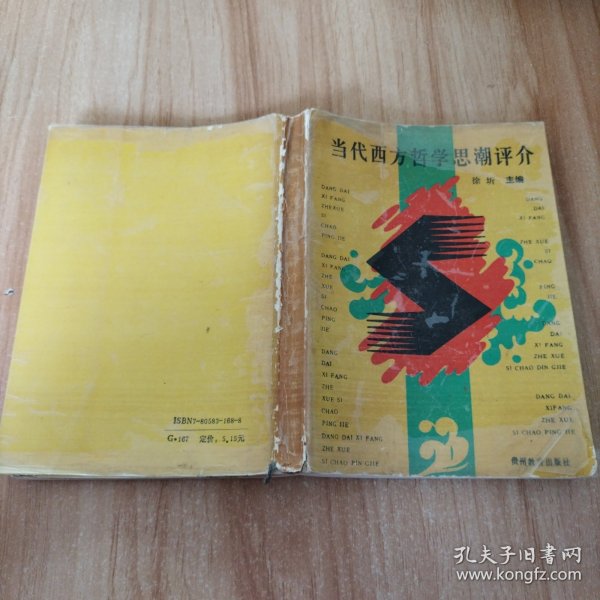 当代西方哲学思潮评介
徐昕 主编
DANG DAI
XI FANG
ZHEXUE
SI
CHAO
PING JIE
DANG DAI
XI FANG
ZHE
XUE
SI
CHAO
PING
JIE
DANG
DAI
XI FANG
ZHE
XUE SI
CHAO
PING JIE
DANG DAI XI FANG
ZHE XUE
SI CHAO PIN GJIE
DANG
DAI
XI FANG
ZHE XUE
SI
CHAO
PING
JIE
DANG
DAI
XI FANG
ZHE XUE
SI CHAO DIN GJIE
DANG DAI
XIFANG
ZHE XUE
SI CHAO PING JIE
贵州教育出版社
ISBN7-80583-168-8
G·167 定价:5.15元
孔夫子旧书网
www.kongfz.com